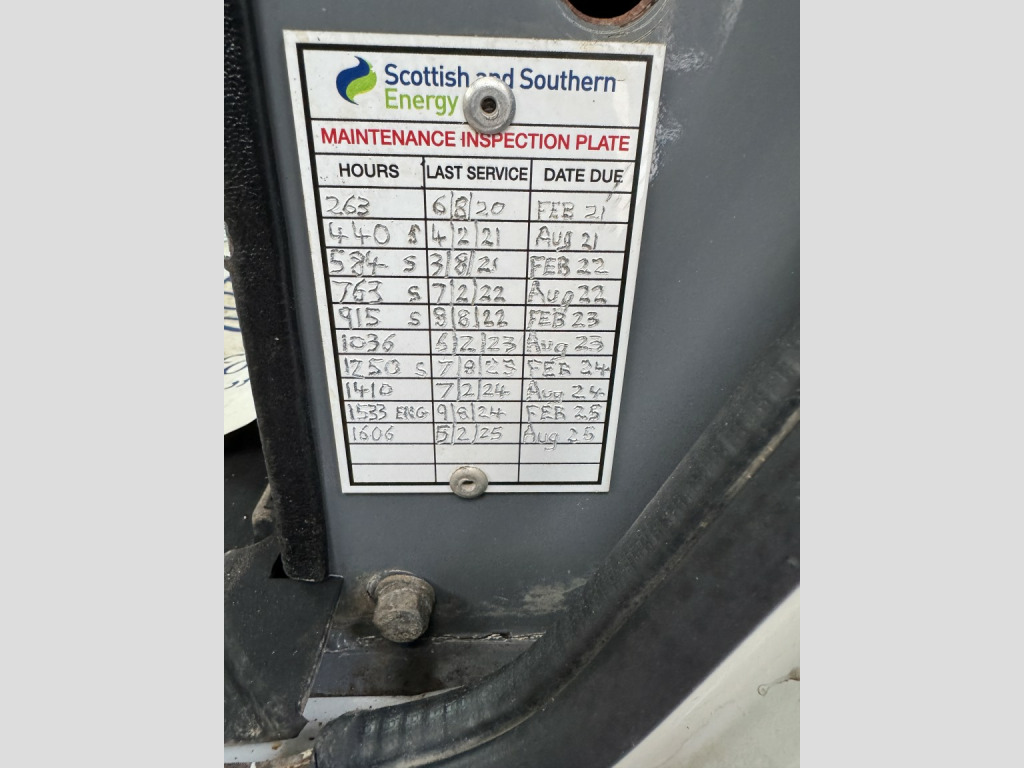 Scottish and Southern
Energy
MAINTENANCE INSPECTION PLATE
HOURS LAST SERVICE DATE DUE
263 6/8/20 FEB 21
440 S 4/2/21 Aug 21
584 S 3/8/21 FEB 22
763 S 7/2/22 Aug 22
915 S 8/8/22 FEB 23
1036 6/2/23 Aug 23
1250 S 7/8/23 FEB 24
1410 7/2/24 Aug 24
1533 ENG 9/8/24 FEB 25
1606 5/2/25 Aug 25